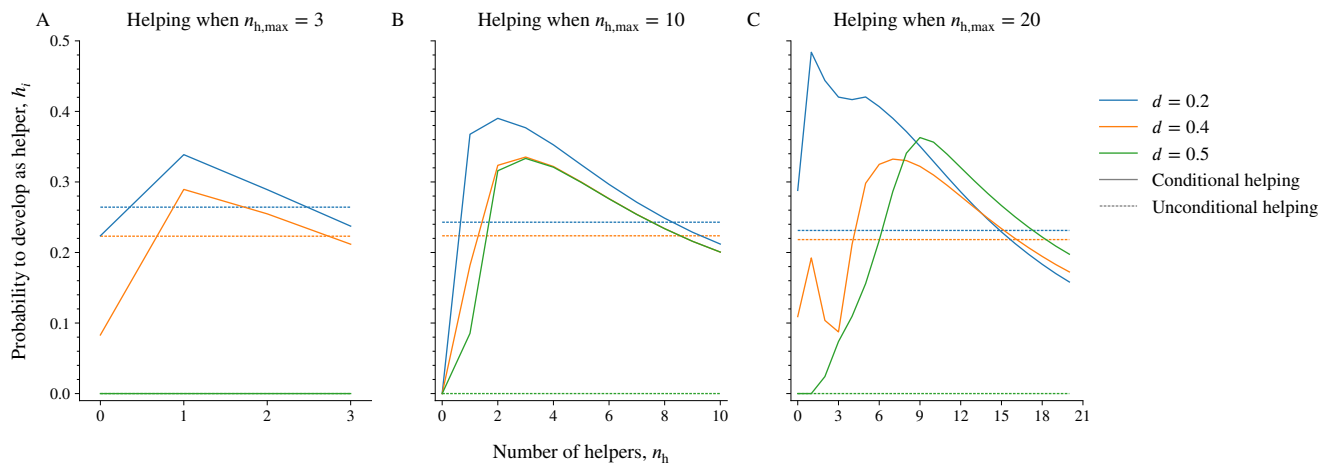 A
Helping when n_h,max = 3
B
Helping when n_h,max = 10
C
Helping when n_h,max = 20
Probability to develop as helper, h_i
0.5
0.4
0.3
0.2
0.1
0.0
0 1 2 3
0 2 4 6 8 10
0 3 6 9 12 15 18 21
Number of helpers, n_h
d = 0.2
d = 0.4
d = 0.5
Conditional helping
Unconditional helping